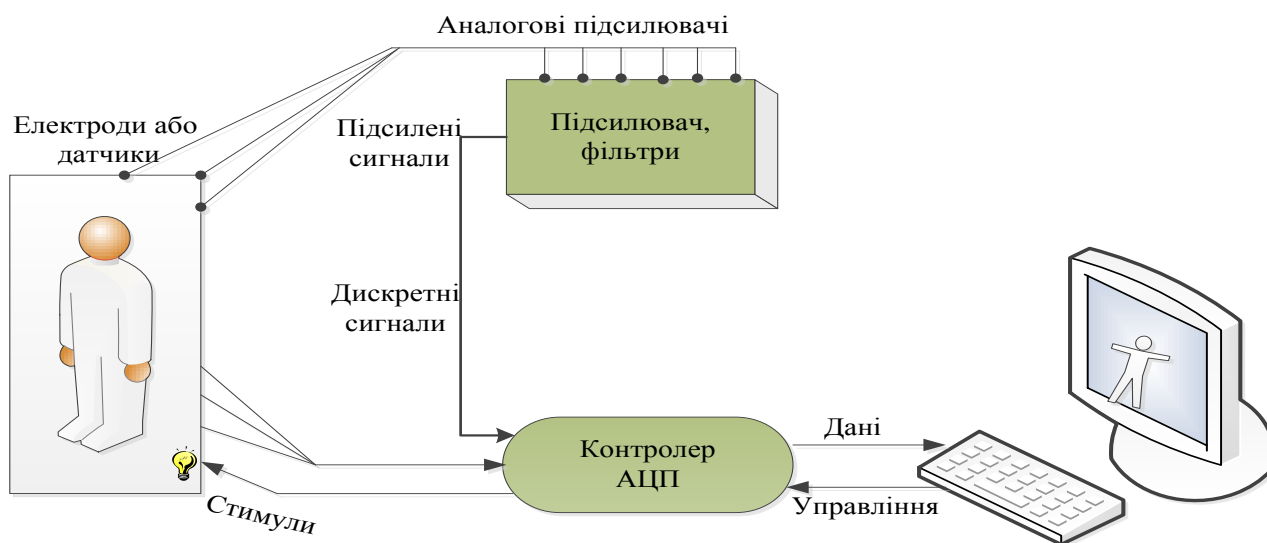 Аналогові підсилювачі
Електроди або
датчики
Підсилені
сигнали
Підсилювач,
фільтри
Дискретні
сигнали
Контролер
АЦП
Дані
Управління
Стимули